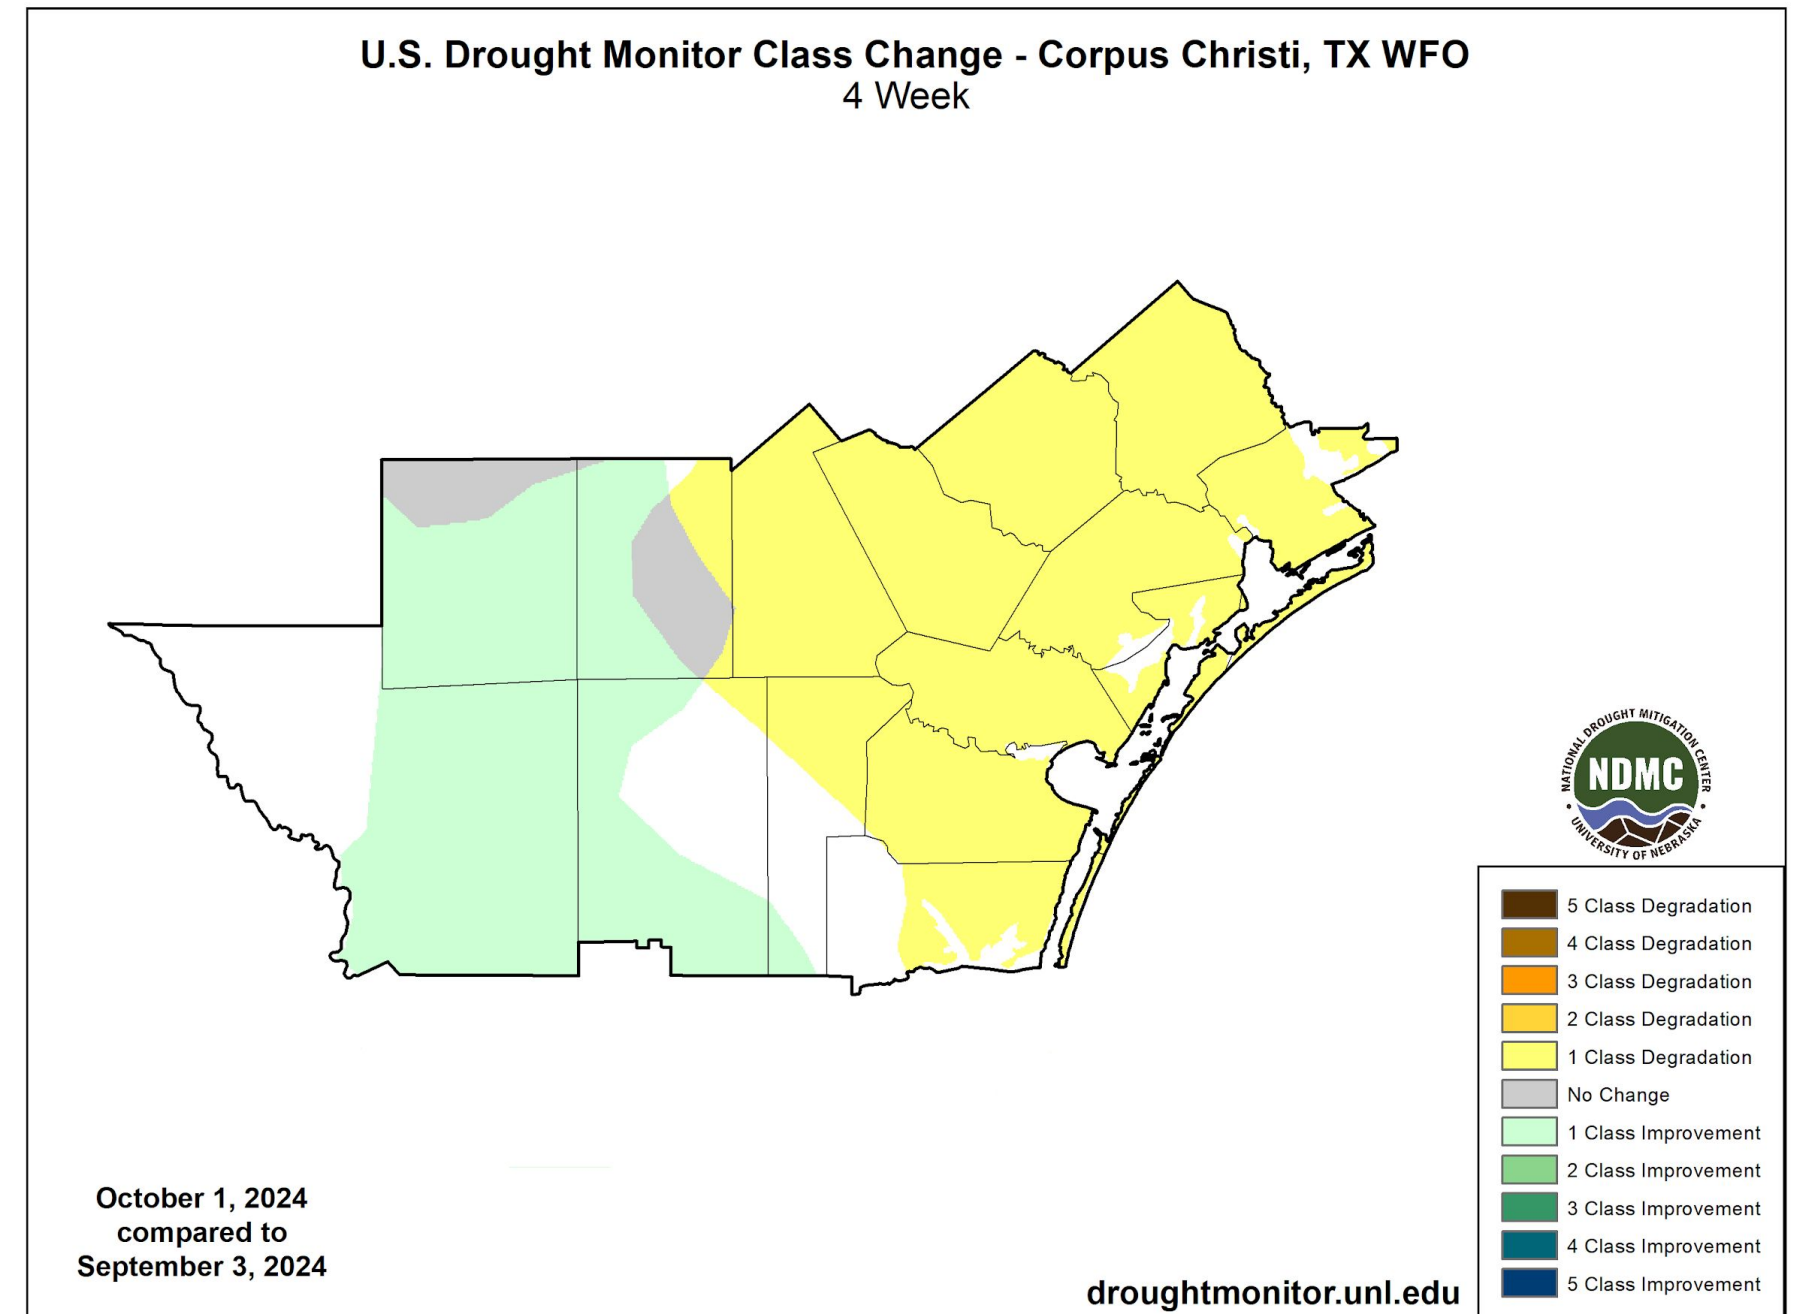 U.S. Drought Monitor Class Change - Corpus Christi, TX WFO
4 Week
NATIONAL DROUGHT MITIGATION CENTER
NDMC
UNIVERSITY OF NEBRASKA
5 Class Degradation
4 Class Degradation
3 Class Degradation
2 Class Degradation
1 Class Degradation
No Change
1 Class Improvement
2 Class Improvement
3 Class Improvement
4 Class Improvement
5 Class Improvement
October 1, 2024
compared to
September 3, 2024
droughtmonitor.unl.edu